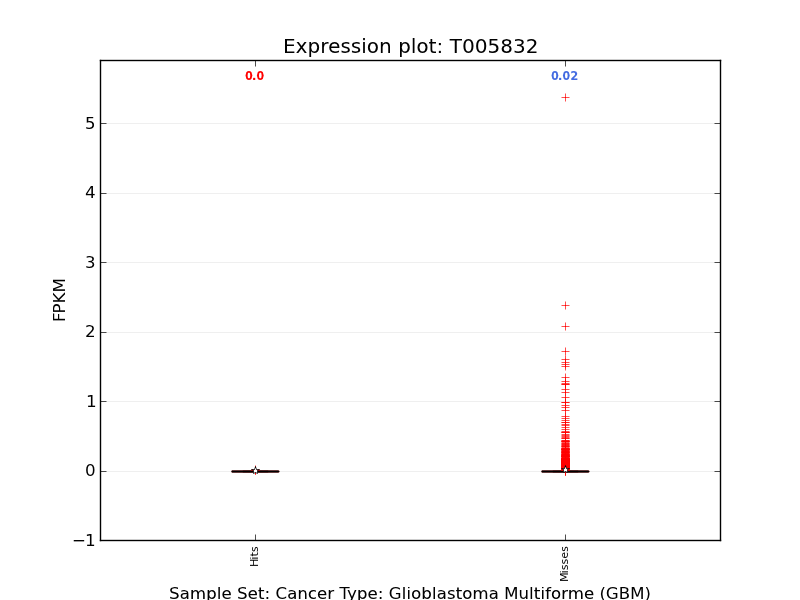 Expression plot: T005832
0.0
0.02
5
4
3
2
1
0
−1
FPKM
Hits
Misses
Sample Set: Cancer Type: Glioblastoma Multiforme (GBM)